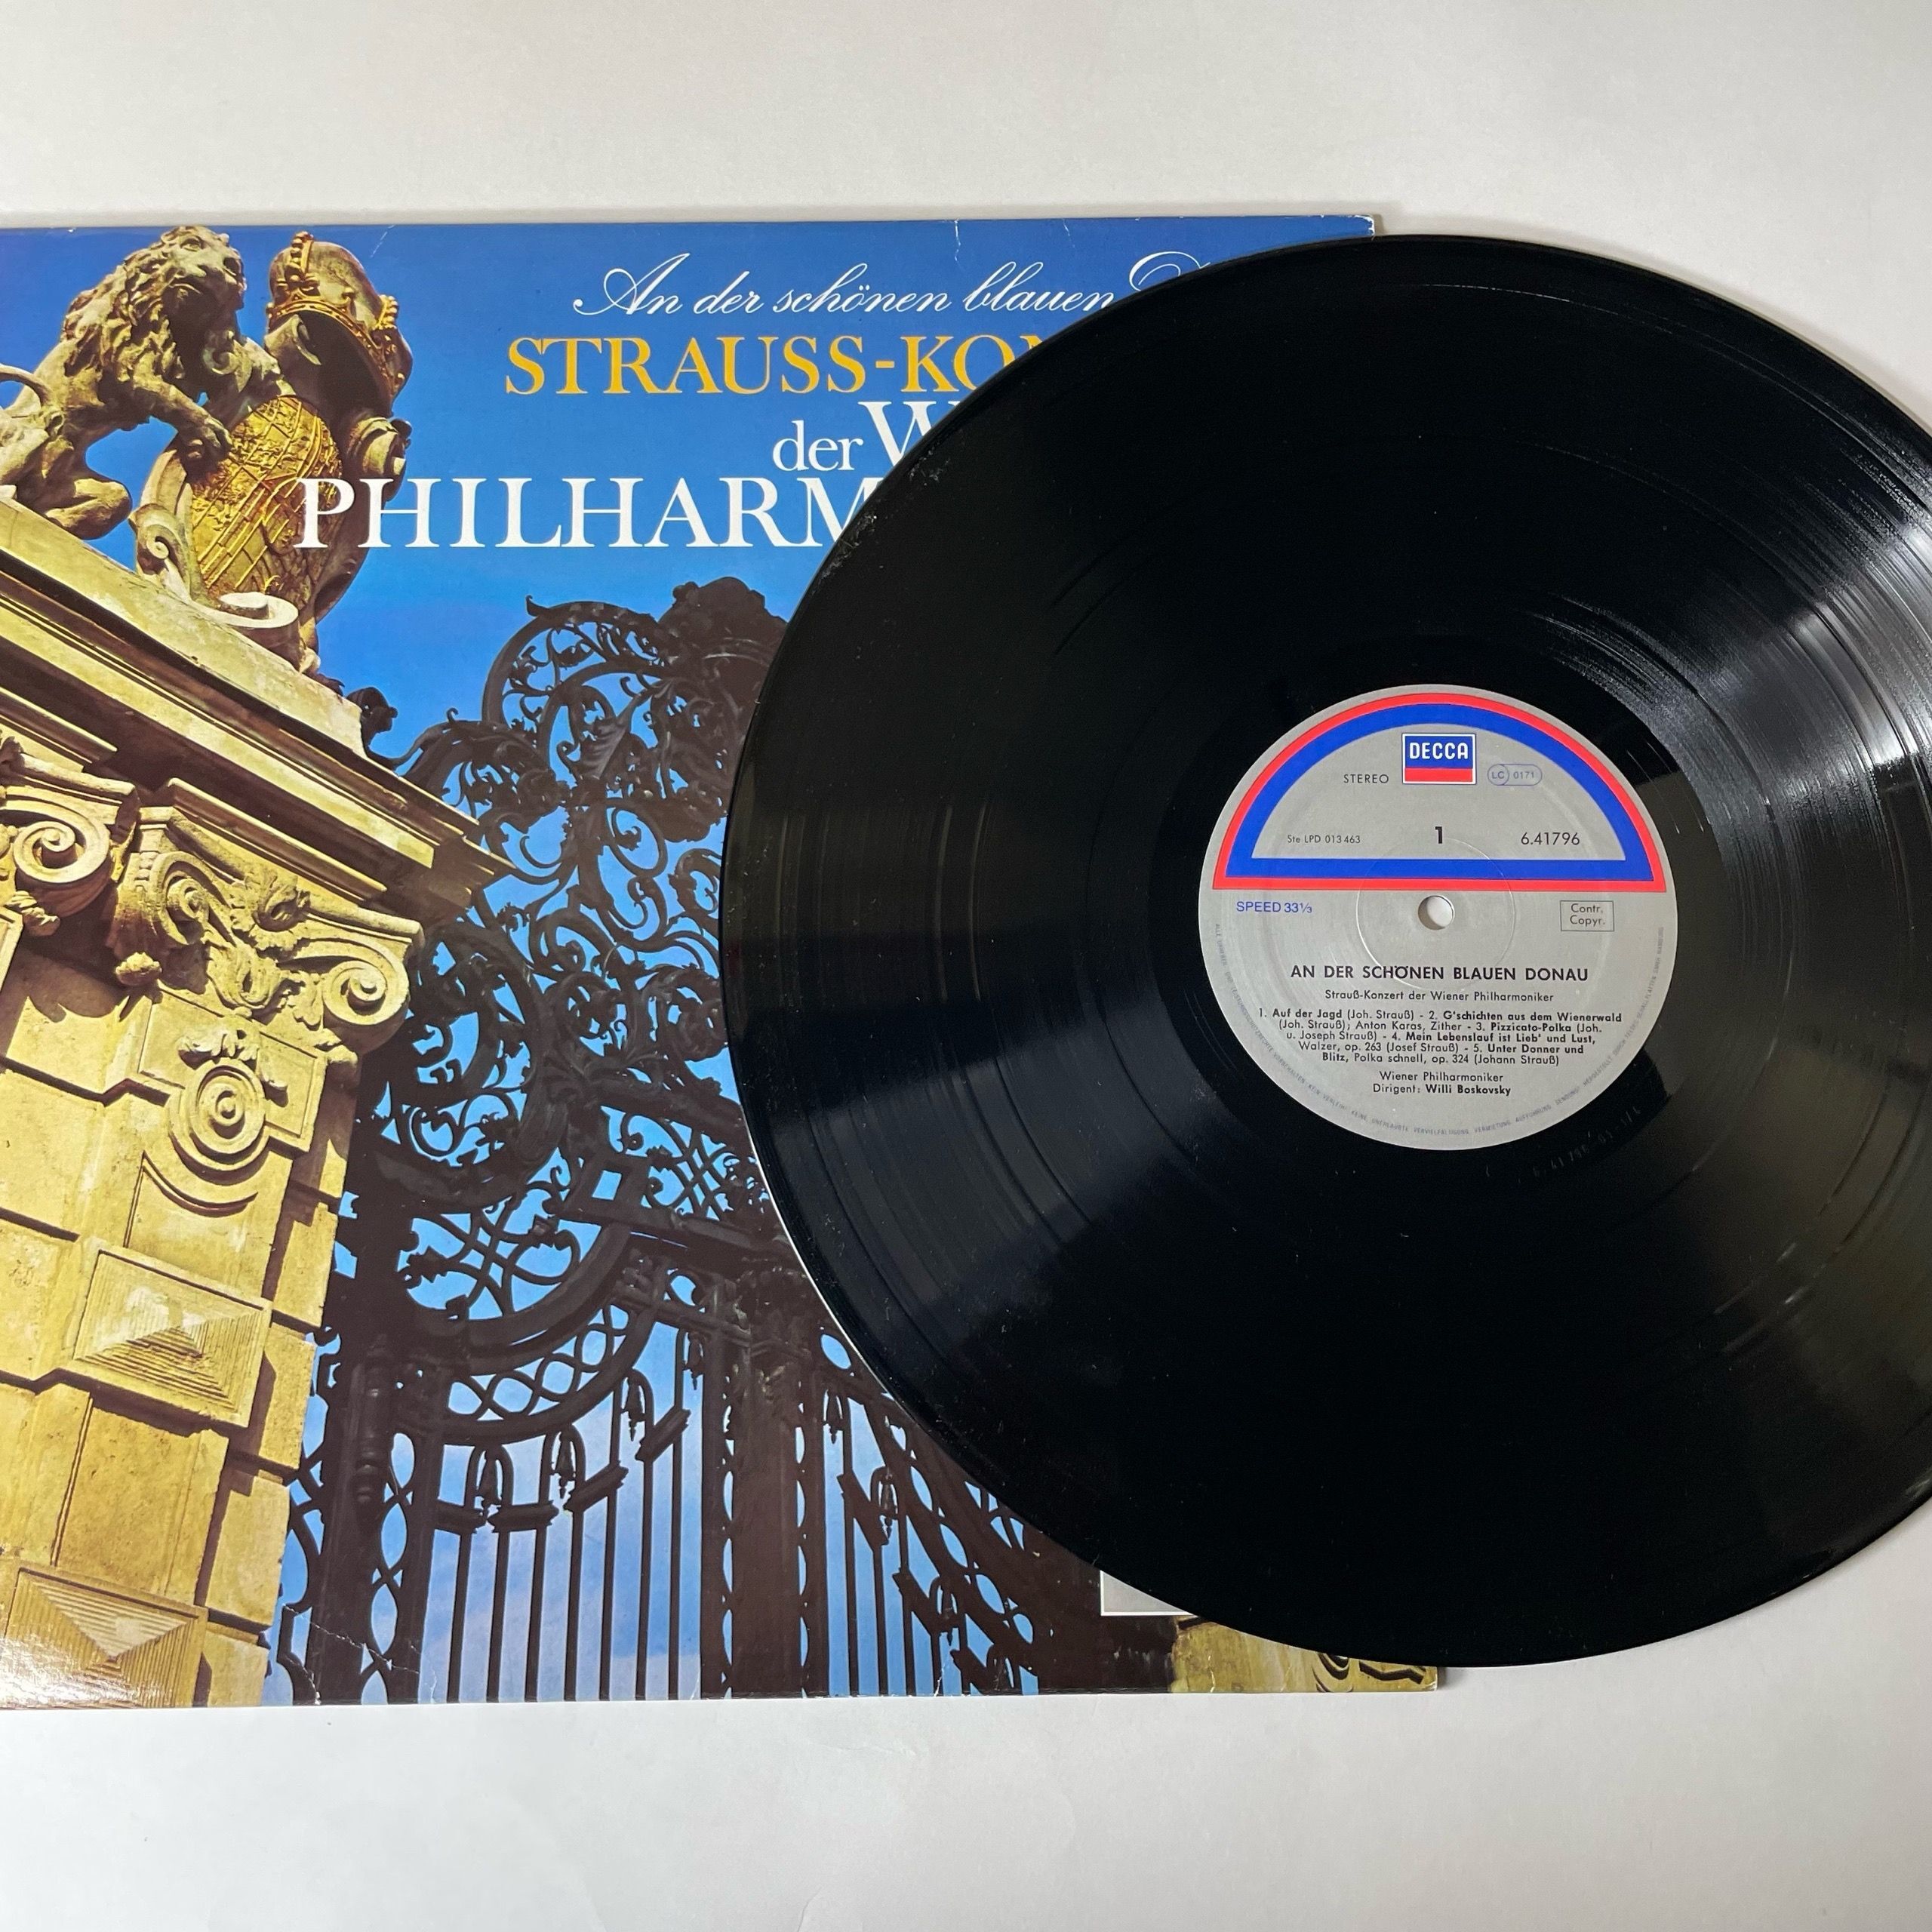 An der schönen blauen
STRAUSS-KON
der W
PHILHARM
DECCA
STEREO
LC 0171
Ste LPD 013463
1
6.41796
SPEED 33⅓
Contr.
Copyr.
AN DER SCHÖNEN BLAUEN DONAU
Strauß-Konzert der Wiener Philharmoniker
1. Auf der Jagd (Joh. Strauß) - 2. G'schichten aus dem Wienerwald
(Joh. Strauß); Anton Karas, Zither - 3. Pizzicato-Polka (Joh.
u. Joseph Strauß) - 4. Mein Lebenslauf ist Lieb' und Lust,
Walzer, op. 263 (Josef Strauß) - 5. Unter Donner und
Blitz, Polka schnell, op. 324 (Johann Strauß)
Wiener Philharmoniker
Dirigent: Willi Boskovsky